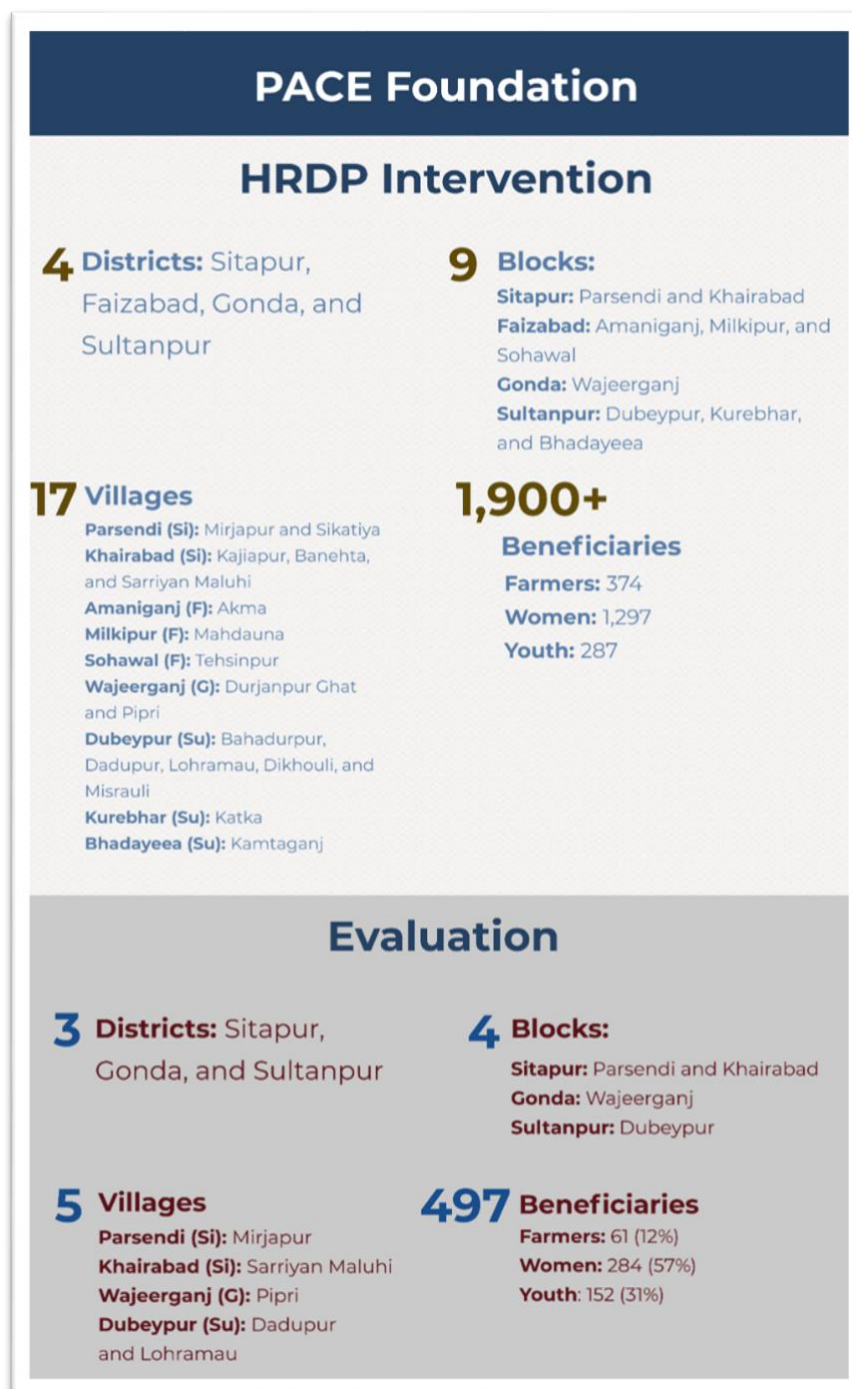 PACE Foundation
HRDP Intervention
4 Districts: Sitapur,
Faizabad, Gonda, and
Sultanpur
9 Blocks:
Sitapur: Parsendi and Khairabad
Faizabad: Amaniganj, Milkipur, and
Sohawal
Gonda: Wajeerganj
Sultanpur: Dubeypur, Kurebhar,
and Bhadayeea
17 Villages
Parsendi (Si): Mirjapur and Sikatiya
Khairabad (Si): Kajiapur, Banehta,
and Sarriyan Maluhi
Amaniganj (F): Akma
Milkipur (F): Mahdauna
Sohawal (F): Tehsinpur
Wajeerganj (G): Durjanpur Ghat
and Pipri
Dubeypur (Su): Bahadurpur,
Dadupur, Lohramau, Dikhouli, and
Misrauli
Kurebhar (Su): Katka
Bhadayeea (Su): Kamtaganj
1,900+
Beneficiaries
Farmers: 374
Women: 1,297
Youth: 287
Evaluation
3 Districts: Sitapur,
Gonda, and Sultanpur
4 Blocks:
Sitapur: Parsendi and Khairabad
Gonda: Wajeerganj
Sultanpur: Dubeypur
5 Villages
Parsendi (Si): Mirjapur
Khairabad (Si): Sarriyan Maluhi
Wajeerganj (G): Pipri
Dubeypur (Su): Dadupur
and Lohramau
497 Beneficiaries
Farmers: 61 (12%)
Women: 284 (57%)
Youth: 152 (31%)